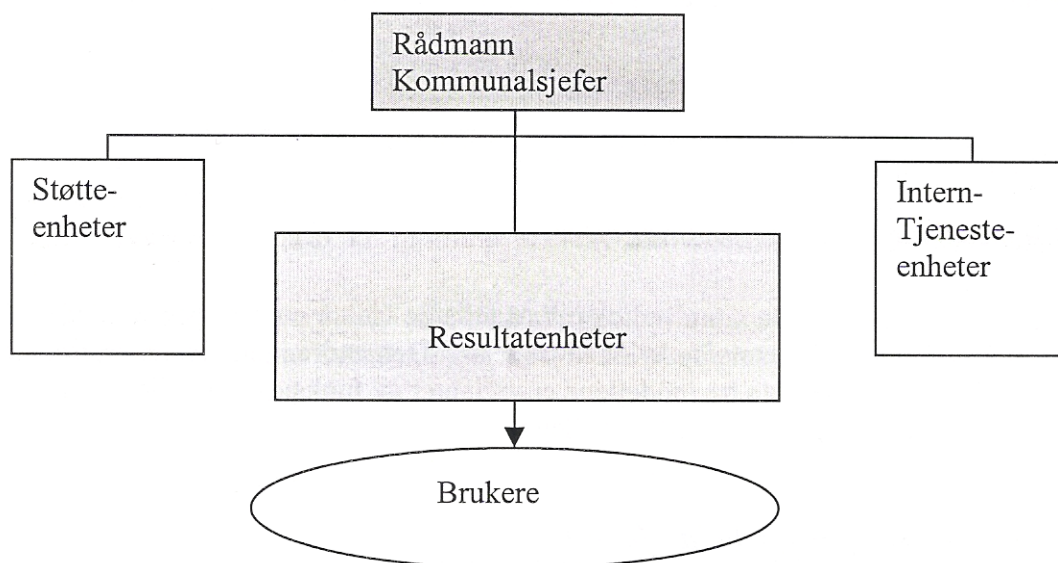 Rådmann
Kommunalsjefer
Støtte-
enheter
Intern-
Tjeneste-
enheter
Resultatenheter
Brukere